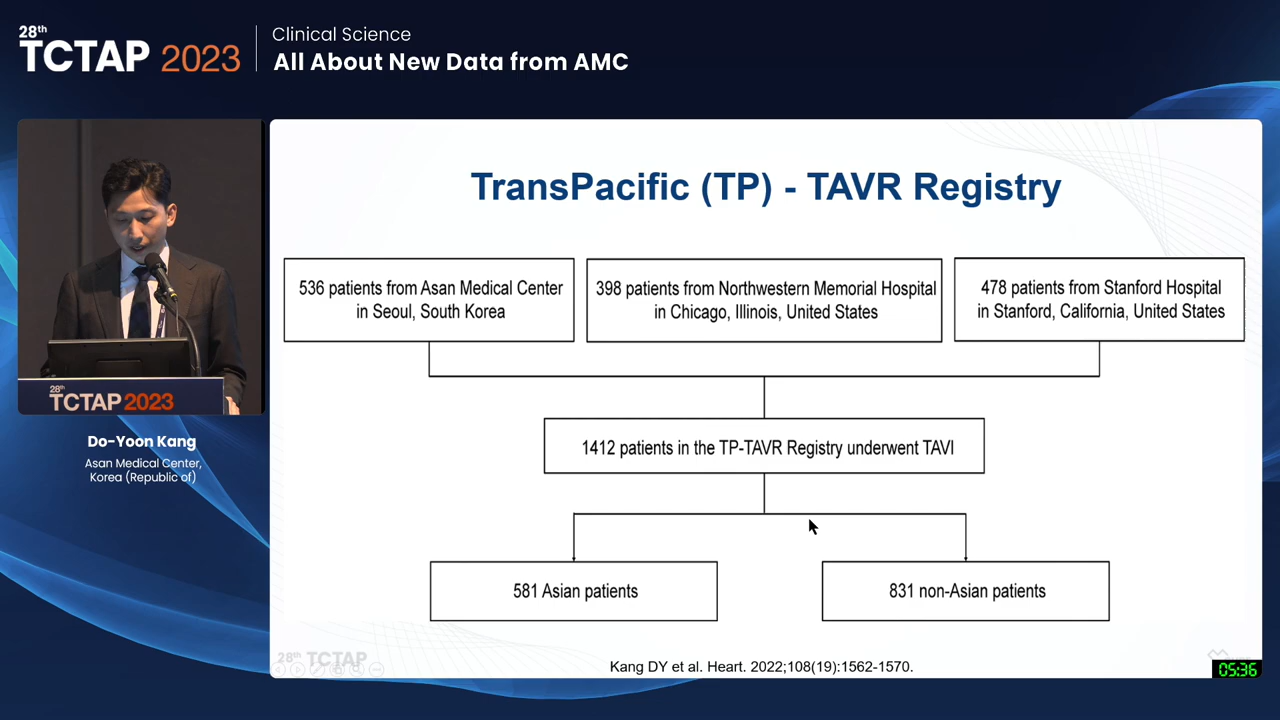 28th
TCTAP 2023
Clinical Science
All About New Data from AMC
TransPacific (TP) - TAVR Registry
536 patients from Asan Medical Center
in Seoul, South Korea
398 patients from Northwestern Memorial Hospital
in Chicago, Illinois, United States
478 patients from Stanford Hospital
in Stanford, California, United States
1412 patients in the TP-TAVR Registry underwent TAVI
581 Asian patients
831 non-Asian patients
28th TCTAP
Kang DY et al. Heart. 2022;108(19):1562-1570.
05:36
28th
TCTAP 2023
Do-Yoon Kang
Asan Medical Center,
Korea (Republic of)